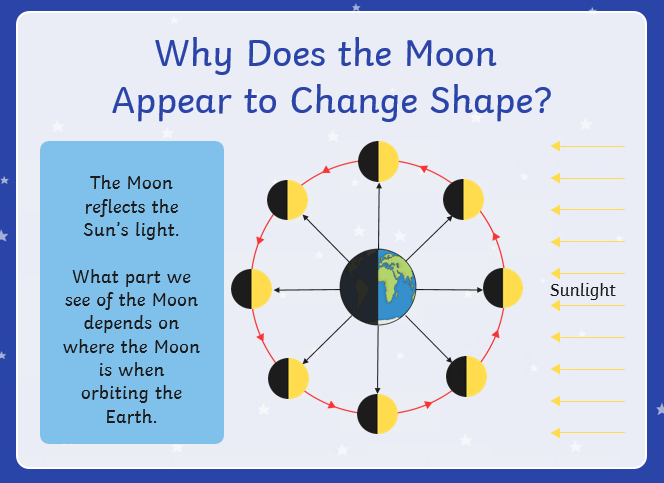 Why Does the Moon
Appear to Change Shape?
The Moon
reflects the
Sun's light.
What part we
see of the Moon
depends on
where the Moon
is when
orbiting the
Earth.
Sunlight